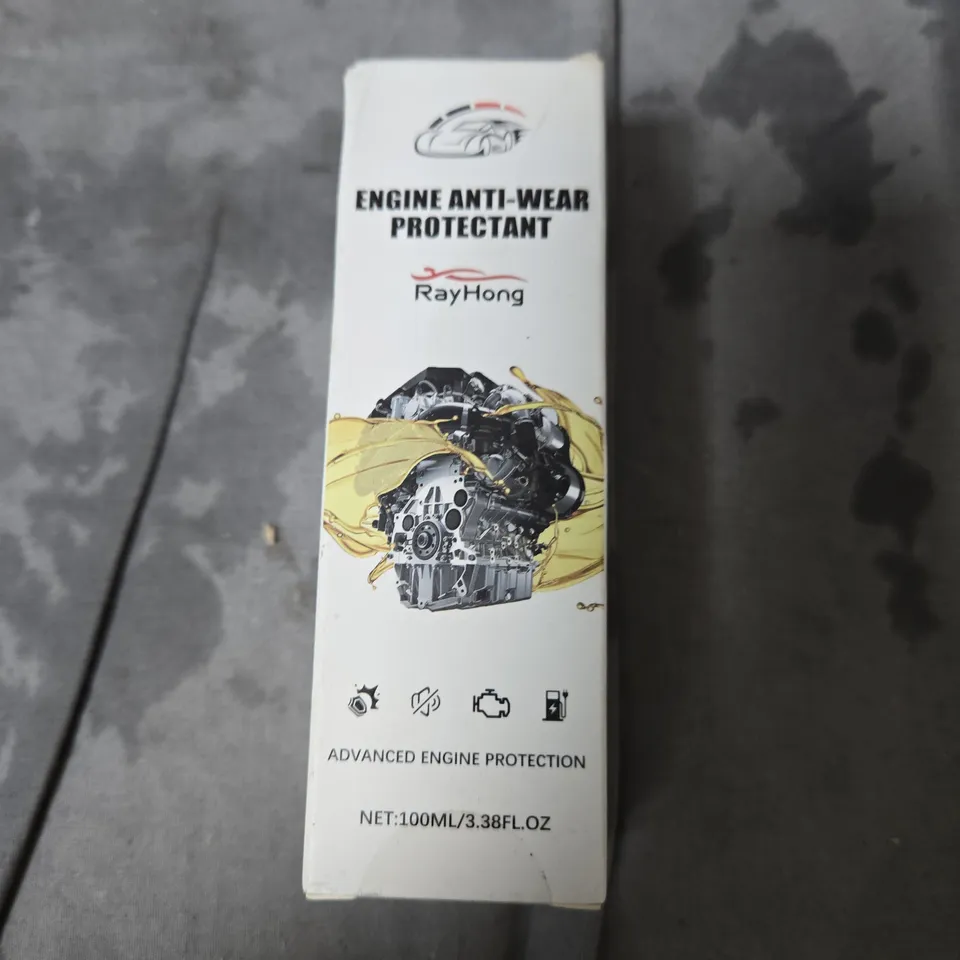 ENGINE ANTI-WEAR
PROTECTANT
RayHong
ADVANCED ENGINE PROTECTION
NET:100ML/3.38FL.OZ